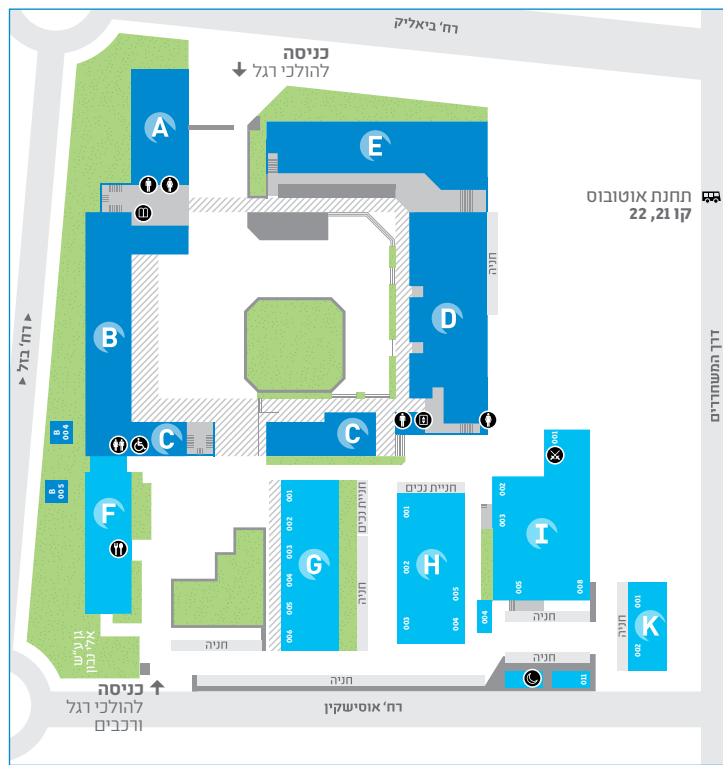 רח' ביאליק
כניסה
להולכי רגל
A
E
תחנת אוטובוס
קו 21, 22
חניה
D
B
רח' בזל
דרך המשחררים
B
004
C
C
001
B
005
F
G
001
002
003
004
005
006
חניית נכים
חניה
חניית נכים
H
001
002
003
005
004
I
002
003
005
008
004
חניה
K
001
002
חניה
חניה
011
גן ע"ש
אלי נבון
חניה
חניה
כניסה
להולכי רגל
ורכבים
רח' אוסישקין